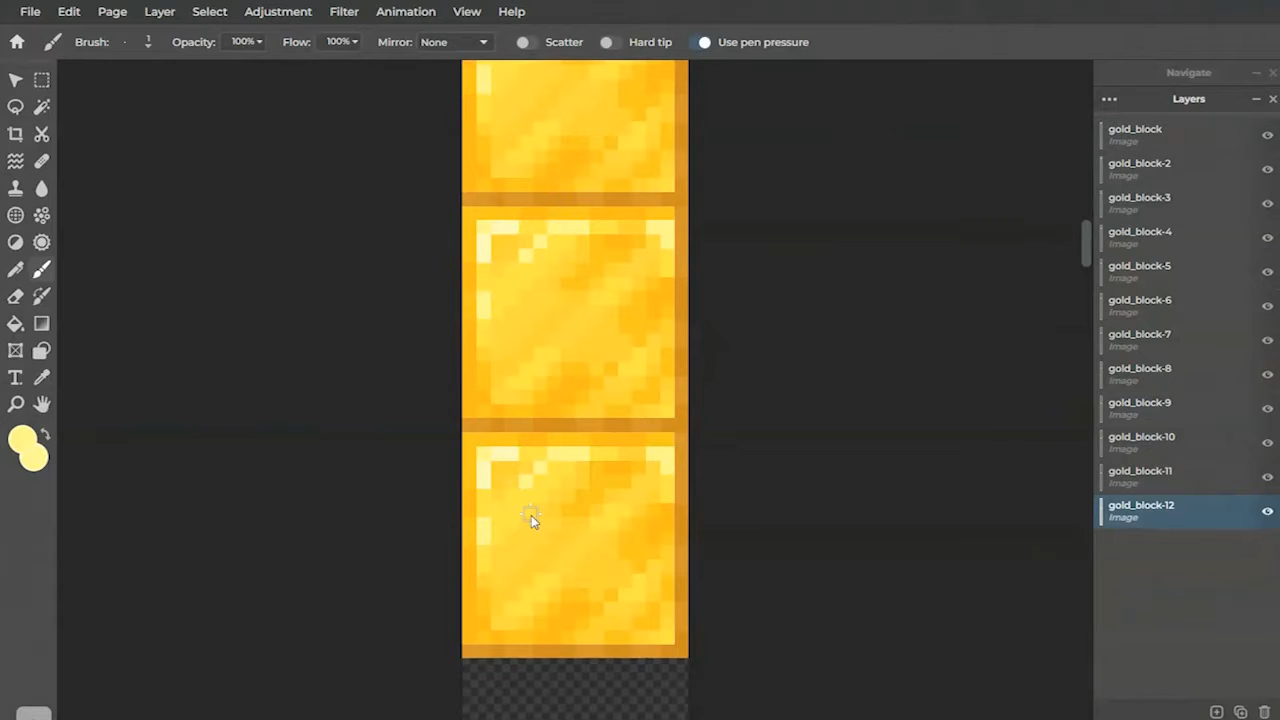 File Edit Page Layer Select Adjustment Filter Animation View Help
Brush: 1 Opacity: 100% Flow: 100% Mirror: None Scatter Hard tip Use pen pressure
Navigate
Layers
gold_block
Image
gold_block-2
Image
gold_block-3
Image
gold_block-4
Image
gold_block-5
Image
gold_block-6
Image
gold_block-7
Image
gold_block-8
Image
gold_block-9
Image
gold_block-10
Image
gold_block-11
Image
gold_block-12
Image